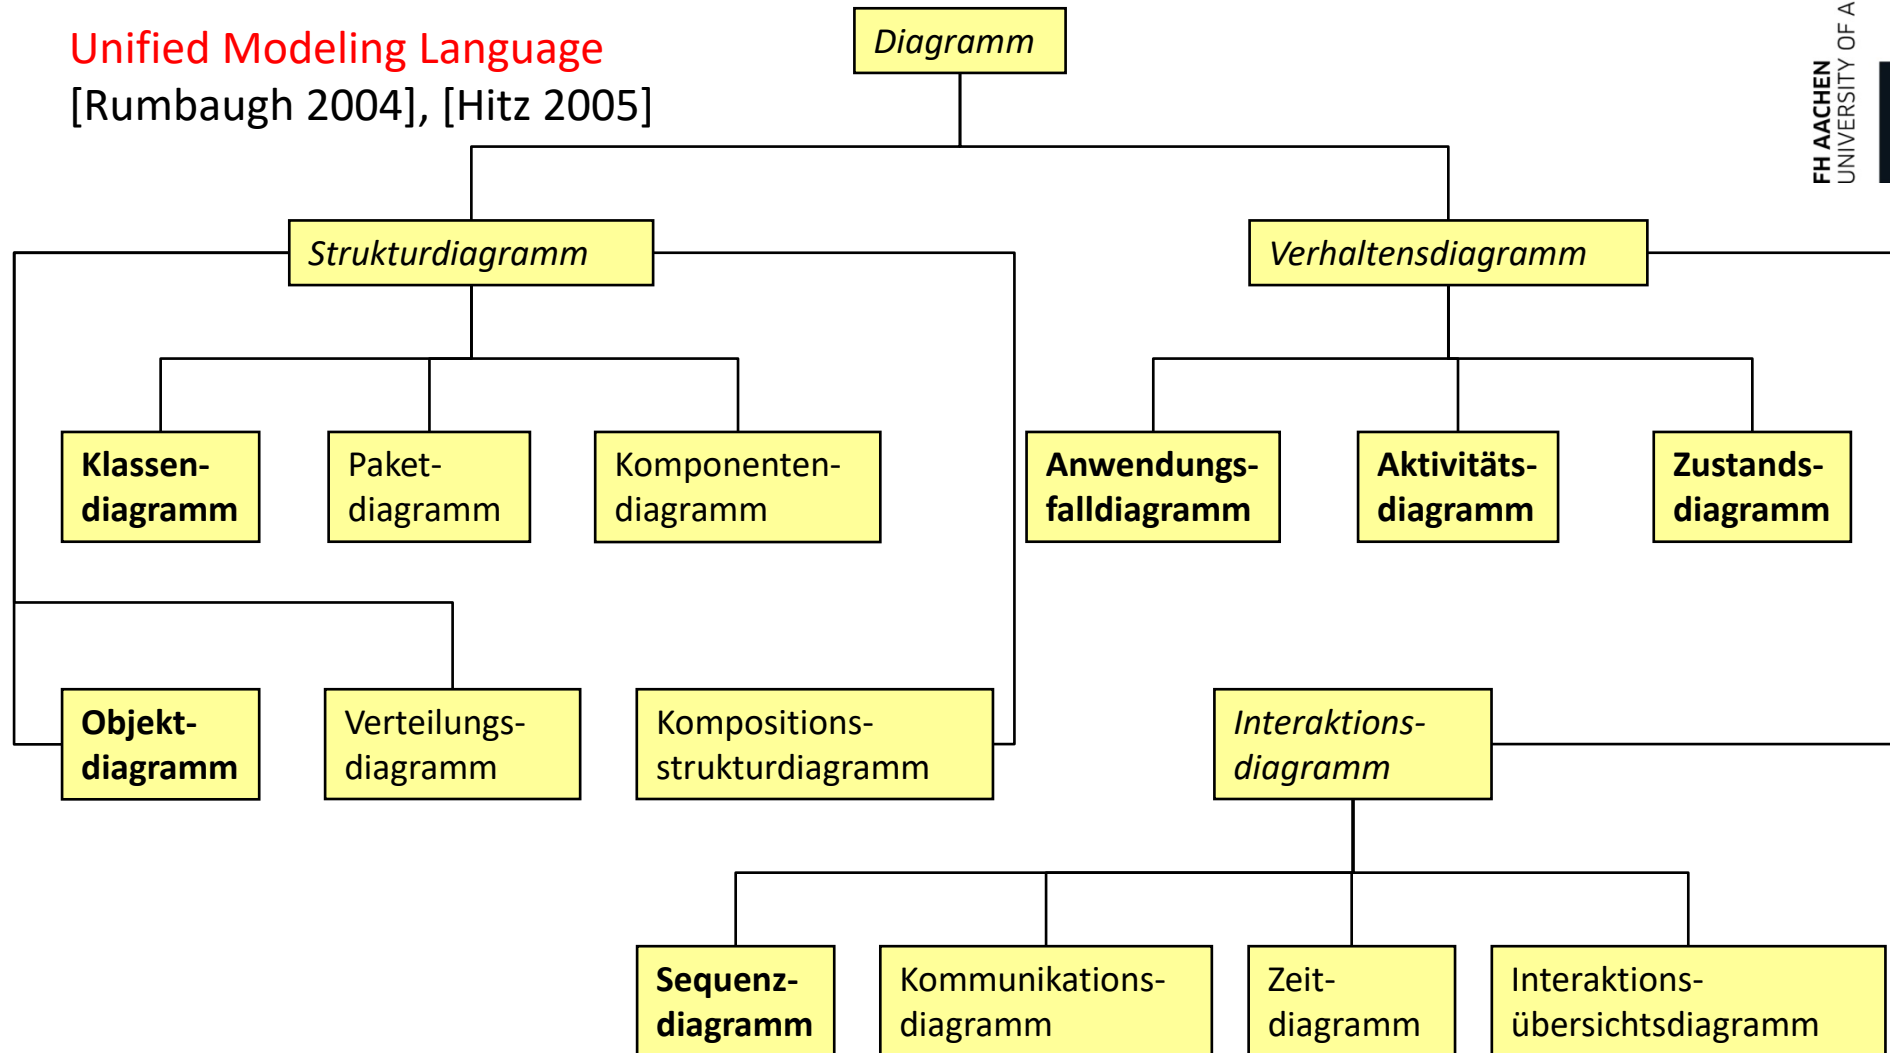 Unified Modeling Language
[Rumbaugh 2004], [Hitz 2005]
Diagramm
FH AACHEN
UNIVERSITY OF A
Strukturdiagramm
Verhaltensdiagramm
Klassen-
diagramm
Paket-
diagramm
Komponenten-
diagramm
Anwendungs-
falldiagramm
Aktivitäts-
diagramm
Zustands-
diagramm
Objekt-
diagramm
Verteilungs-
diagramm
Kompositions-
strukturdiagramm
Interaktions-
diagramm
Sequenz-
diagramm
Kommunikations-
diagramm
Zeit-
diagramm
Interaktions-
übersichtsdiagramm